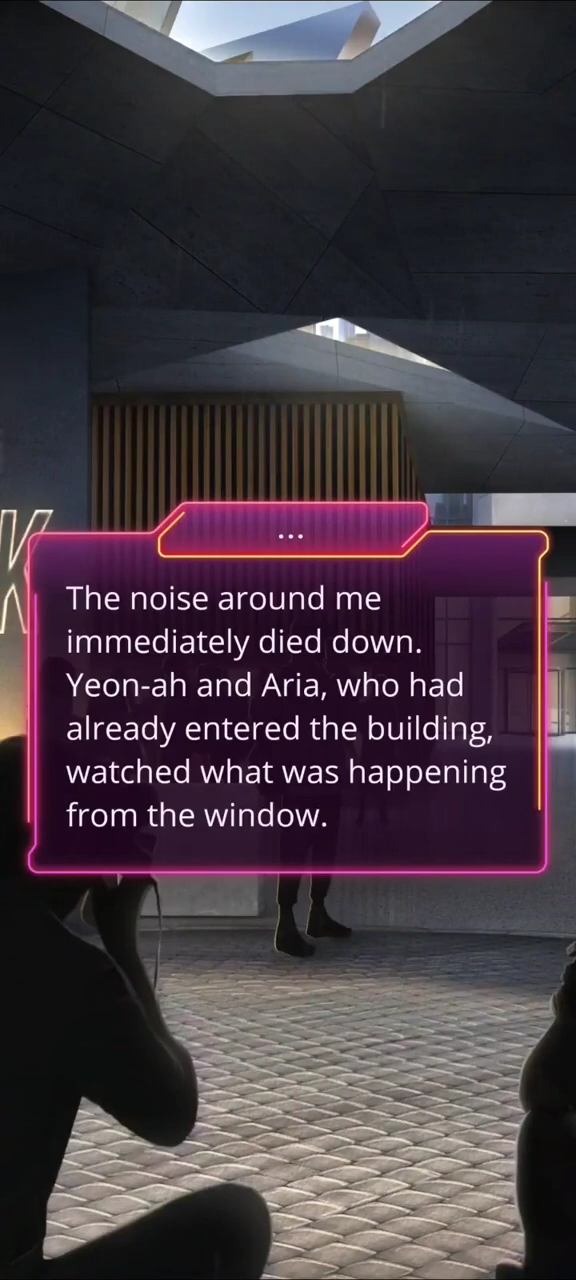 K
...
The noise around me
immediately died down.
Yeon-ah and Aria, who had
already entered the building,
watched what was happening
from the window.